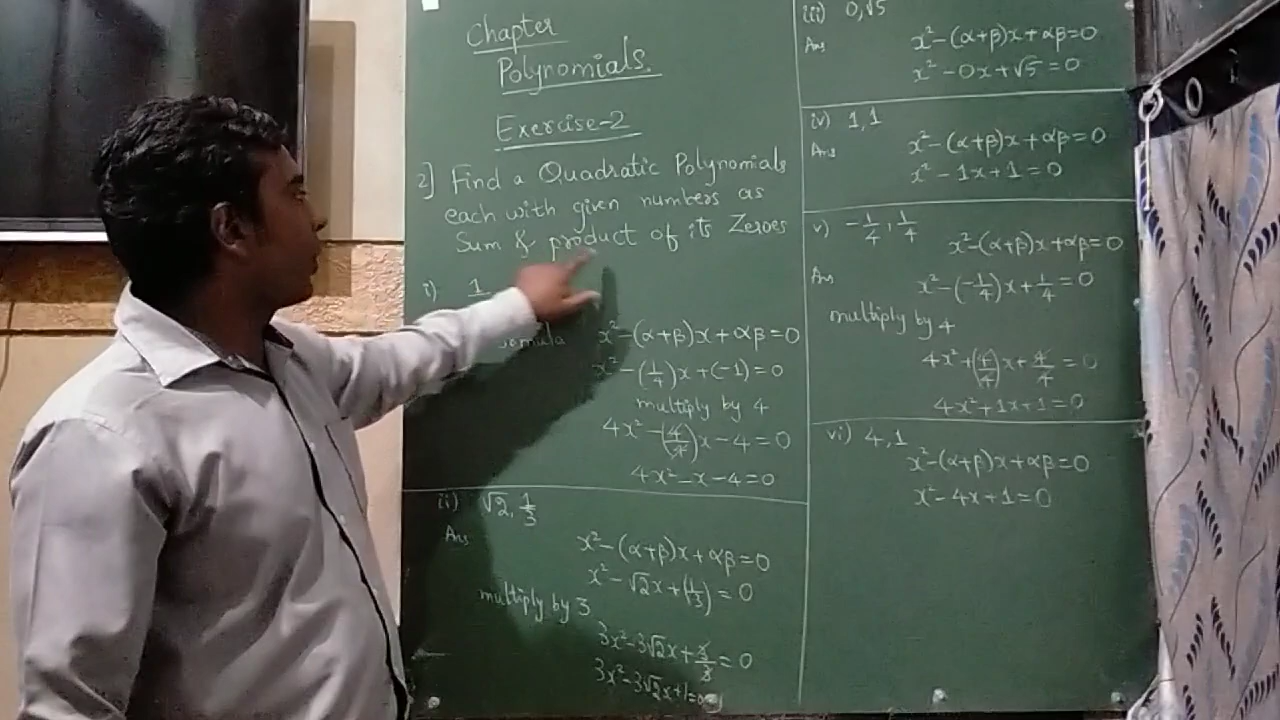 Chapter
Polynomials.
Exercise-2
2] Find a Quadratic Polynomials
each with given numbers as
Sum & product of its Zeroes
i) 1
x²-(α+β)x+αβ=0
x²-(1/4)x+(-1)=0
multiply by 4
4x²-(4/4)x-4=0
4x²-x-4=0
ii) √2, 1/3
Ans
x²-(α+β)x+αβ=0
x²-√2x+(1/3)=0
multiply by 3
3x²-3√2x+3/3=0
3x²-3√2x+1=0
iii) 0,√5
Ans
x²-(α+β)x+αβ=0
x²-0x+√5=0
iv) 1,1
Ans
x²-(α+β)x+αβ=0
x²-1x+1=0
v) -1/4, 1/4
x²-(α+β)x+αβ=0
Ans
x²-(-1/4)x+1/4=0
multiply by 4
4x²+(4/4)x+4/4=0
4x²+1x+1=0
vi) 4,1
x²-(α+β)x+αβ=0
x²-4x+1=0